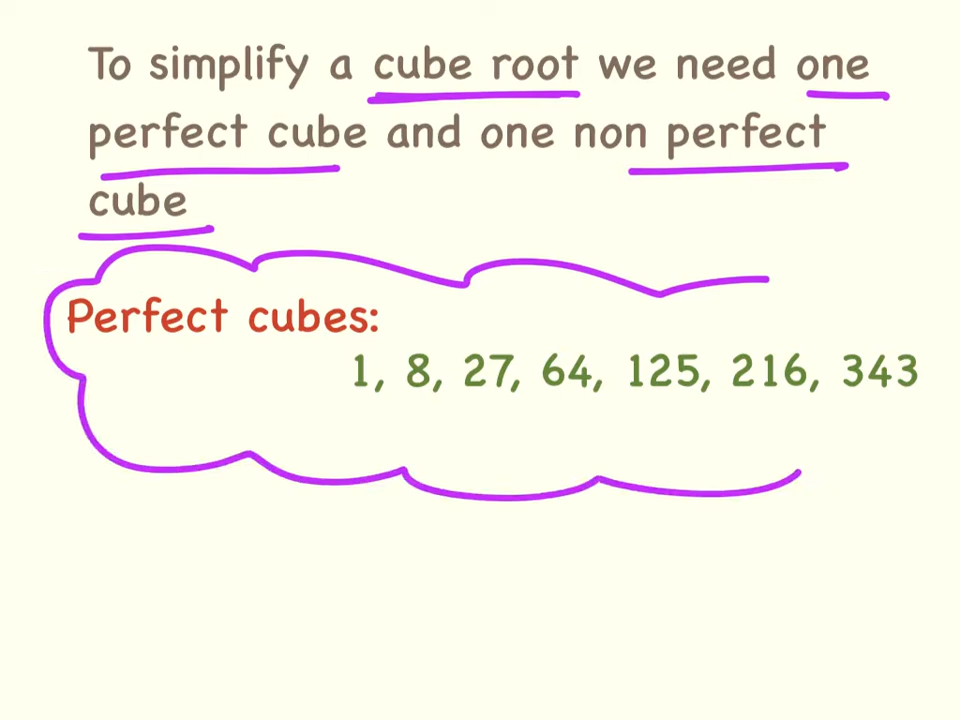 To simplify a cube root we need one
perfect cube and one non perfect
cube
Perfect cubes:
1, 8, 27, 64, 125, 216, 343